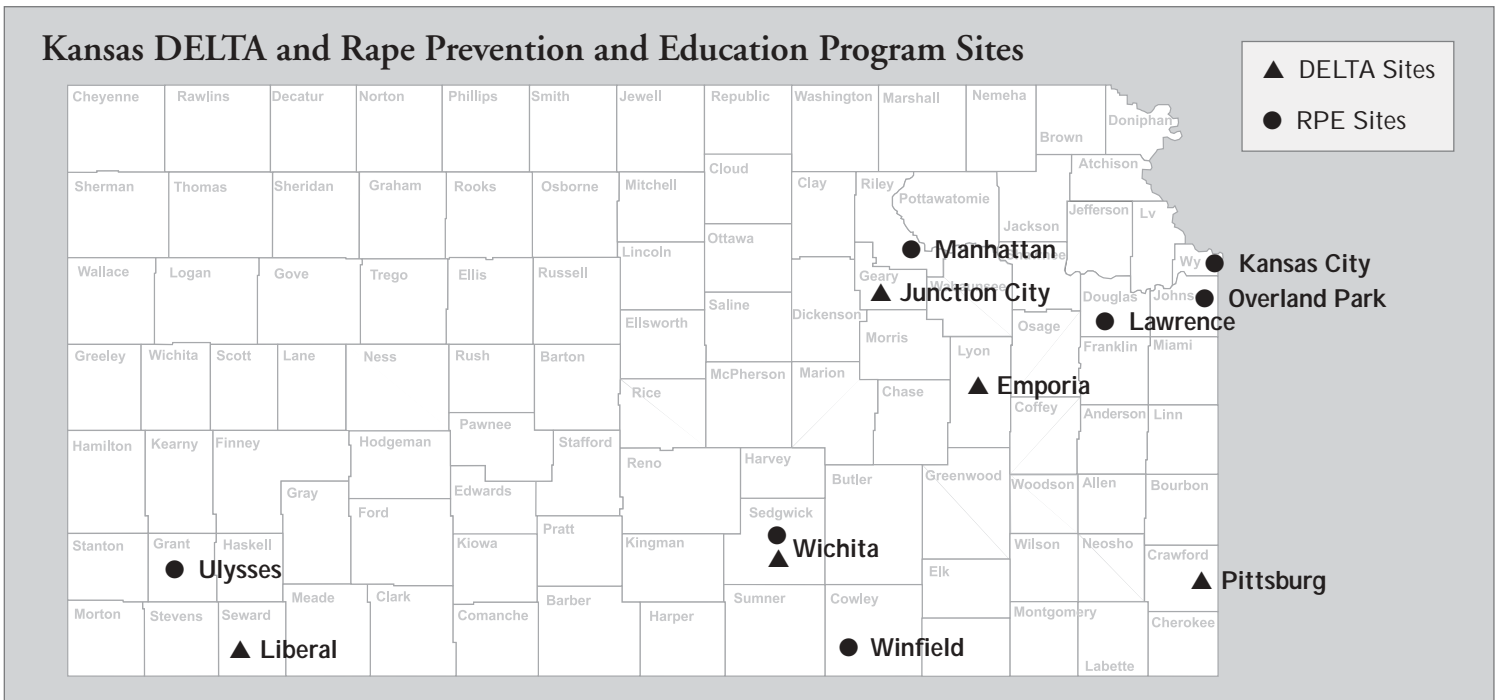 Kansas DELTA and Rape Prevention and Education Program Sites
DELTA Sites
RPE Sites
Cheyenne
Rawlins
Decatur
Norton
Phillips
Smith
Jewell
Republic
Washington
Marshall
Nemeha
Brown
Doniphan
Atchison
Sherman
Thomas
Sheridan
Graham
Rooks
Osborne
Mitchell
Cloud
Clay
Riley
Pottawatomie
Jackson
Jefferson
Lv
Lincoln
Ottawa
Manhattan
Shawnee
Wy
Kansas City
Wallace
Logan
Gove
Trego
Ellis
Russell
Saline
Geary
Junction City
Wabaunsee
Douglas
Johns
Overland Park
Ellsworth
Dickenson
Morris
Osage
Lawrence
Greeley
Wichita
Scott
Lane
Ness
Rush
Barton
Lyon
Franklin
Miami
McPherson
Marion
Rice
Chase
Emporia
Coffey
Anderson
Linn
Pawnee
Hamilton
Kearny
Finney
Hodgeman
Stafford
Reno
Harvey
Butler
Greenwood
Woodson
Allen
Bourbon
Gray
Edwards
Ford
Sedgwick
Pratt
Stanton
Grant
Haskell
Kiowa
Kingman
Wichita
Wilson
Neosho
Crawford
Ulysses
Elk
Pittsburg
Meade
Clark
Barber
Sumner
Cowley
Morton
Stevens
Seward
Comanche
Harper
Montgomery
Cherokee
Liberal
Winfield
Labette